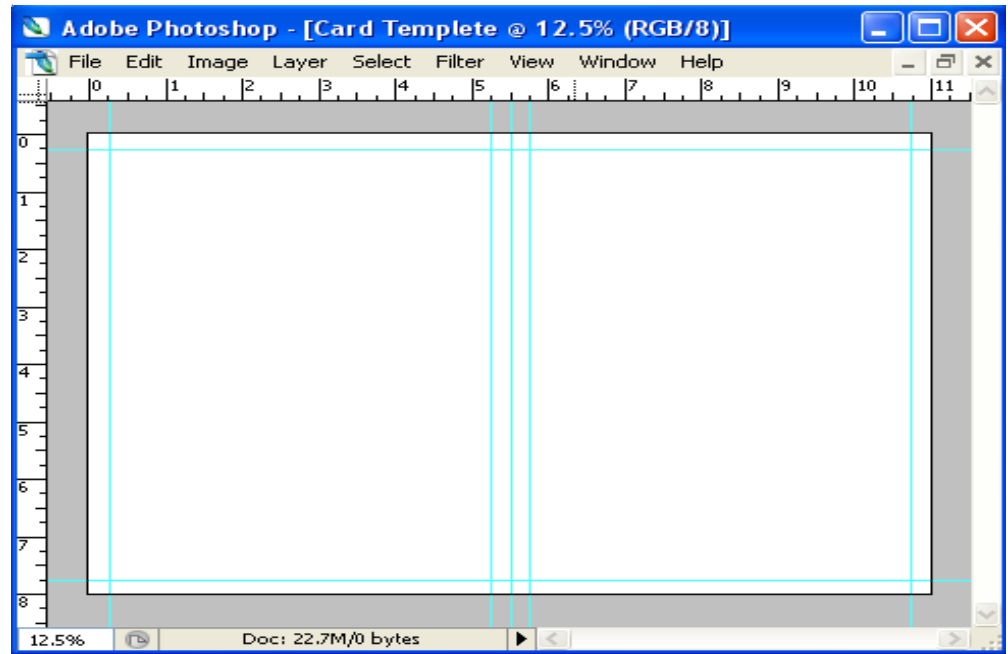 Adobe Photoshop - [Card Templete @ 12.5% (RGB/8)]
File Edit Image Layer Select Filter View Window Help
0 1 2 3 4 5 6 7 8 9 10 11
0
1
2
3
4
5
6
7
8
12.5% Doc: 22.7M/0 bytes